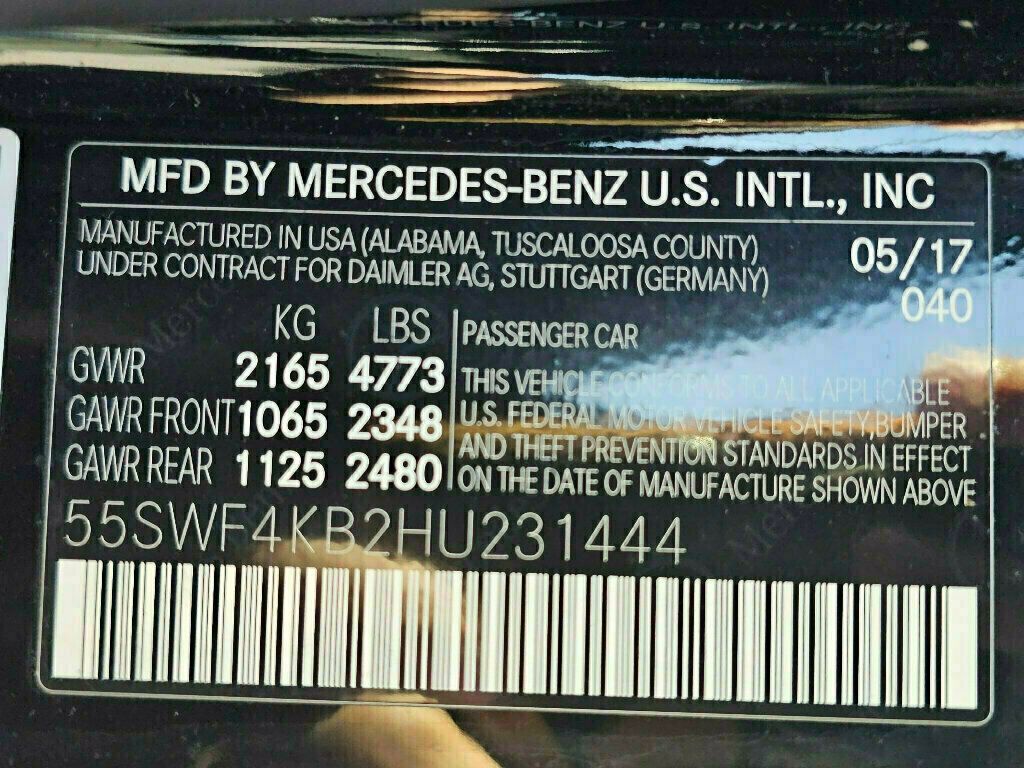 MFD BY MERCEDES-BENZ U.S. INTL., INC
MANUFACTURED IN USA (ALABAMA, TUSCALOOSA COUNTY) 05/17
UNDER CONTRACT FOR DAIMLER AG, STUTTGART (GERMANY)
040
KG LBS
GVWR 2165 4773
GAWR FRONT 1065 2348
GAWR REAR 1125 2480
PASSENGER CAR
THIS VEHICLE CONFORMS TO ALL APPLICABLE
U.S. FEDERAL MOTOR VEHICLE SAFETY, BUMPER
AND THEFT PREVENTION STANDARDS IN EFFECT
ON THE DATE OF MANUFACTURE SHOWN ABOVE
55SWF4KB2HU231444